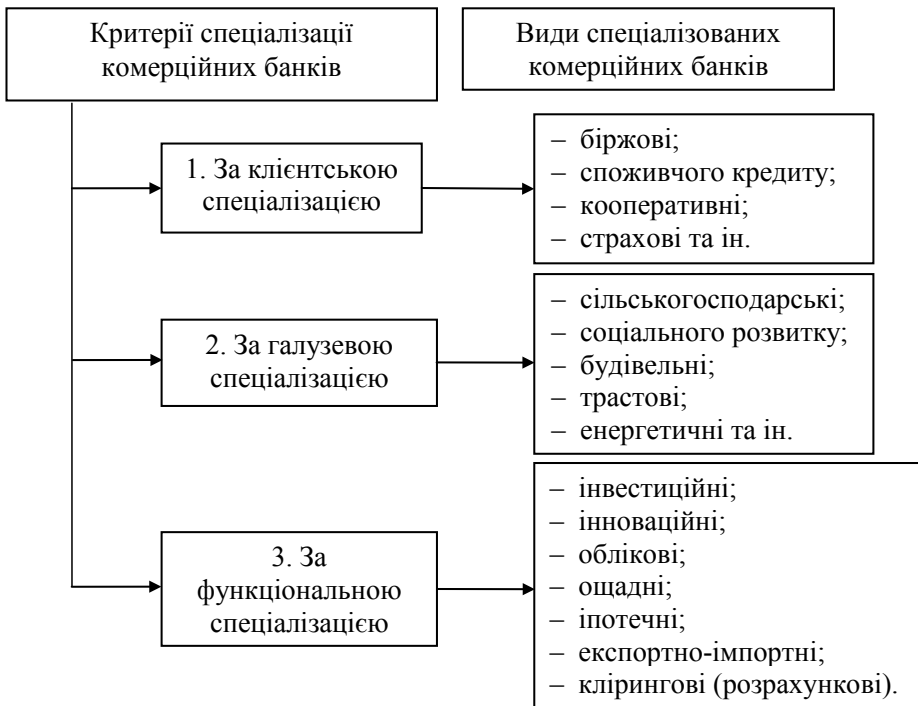 Критерії спеціалізації
комерційних банків
Види спеціалізованих
комерційних банків
1. За клієнтською
спеціалізацією
– біржові;
– споживчого кредиту;
– кооперативні;
– страхові та ін.
2. За галузевою
спеціалізацією
– сільськогосподарські;
– соціального розвитку;
– будівельні;
– трастові;
– енергетичні та ін.
3. За
функціональною
спеціалізацією
– інвестиційні;
– інноваційні;
– облікові;
– ощадні;
– іпотечні;
– експортно-імпортні;
– клірингові (розрахункові).